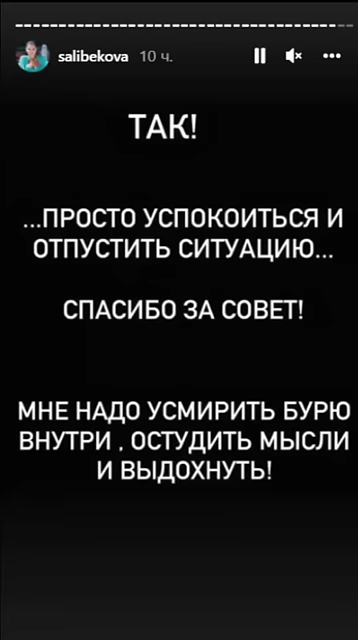 salibekova 10 ч.
ТАК!
...ПРОСТО УСПОКОИТЬСЯ И
ОТПУСТИТЬ СИТУАЦИЮ...
СПАСИБО ЗА СОВЕТ!
МНЕ НАДО УСМИРИТЬ БУРЮ
ВНУТРИ , ОСТУДИТЬ МЫСЛИ
И ВЫДОХНУТЬ!